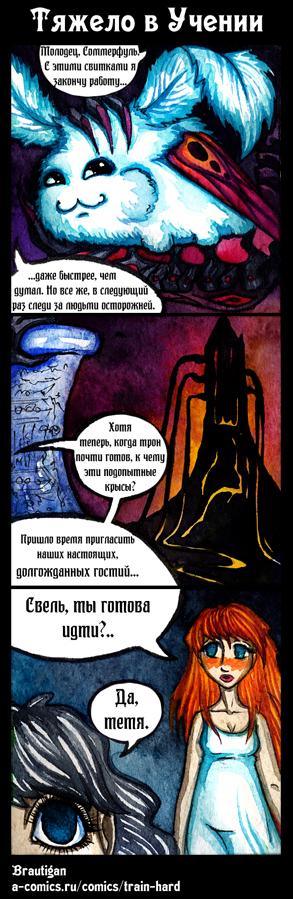 Тяжело в Учении
Молодец, Соммерфуль.
С этими свитками я
закончу работу...
...даже быстрее, чем
думал. Но все же, в следующий
раз следи за людьми осторожней.
Хотя
теперь, когда трон
почти готов, к чему
эти подопытные
крысы?
Пришло время пригласить
наших настоящих,
долгожданных гостий...
Свель, ты готова
идти?..
Да,
тетя.
Brautigan
a-comics.ru/comics/train-hard